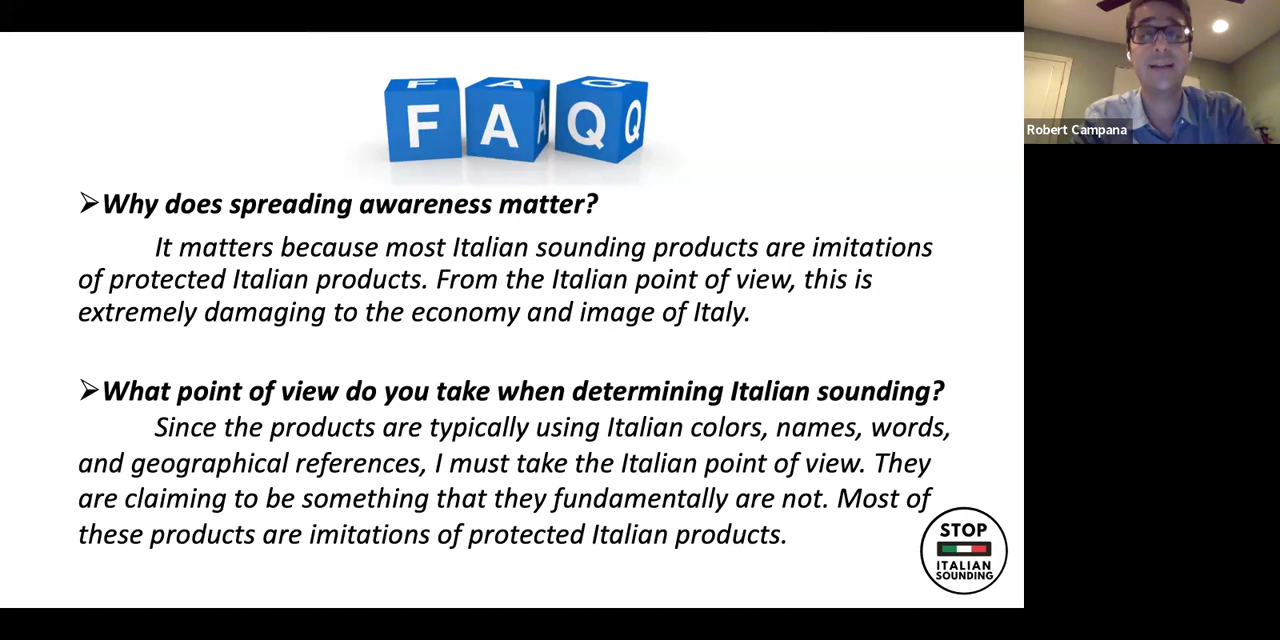 F A Q
F A Q
A Q
Robert Campana
➢Why does spreading awareness matter?
It matters because most Italian sounding products are imitations
of protected Italian products. From the Italian point of view, this is
extremely damaging to the economy and image of Italy.
➢What point of view do you take when determining Italian sounding?
Since the products are typically using Italian colors, names, words,
and geographical references, I must take the Italian point of view. They
are claiming to be something that they fundamentally are not. Most of
these products are imitations of protected Italian products.
STOP
ITALIAN
SOUNDING